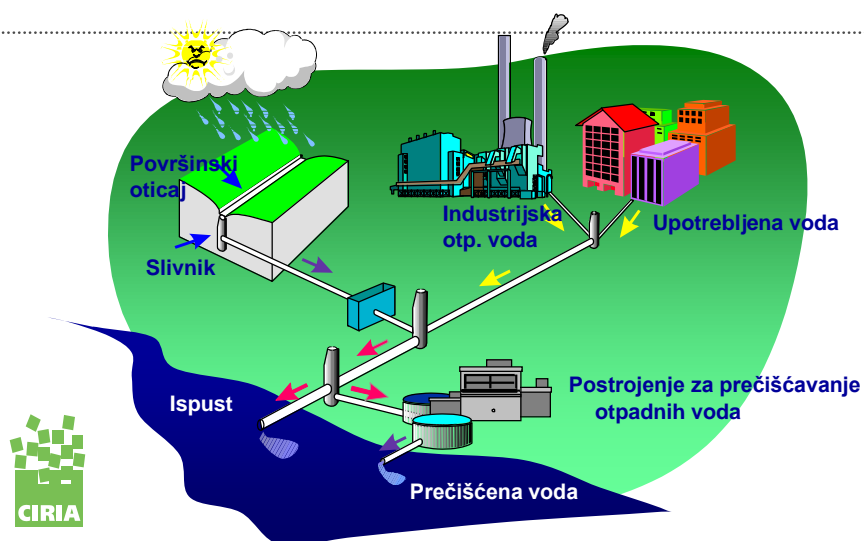 Površinski
oticaj
Slivnik
Industrijska
otp. voda
Upotrebljena voda
Ispust
Postrojenje za prečišćavanje
otpadnih voda
Prečišćena voda
CIRIA